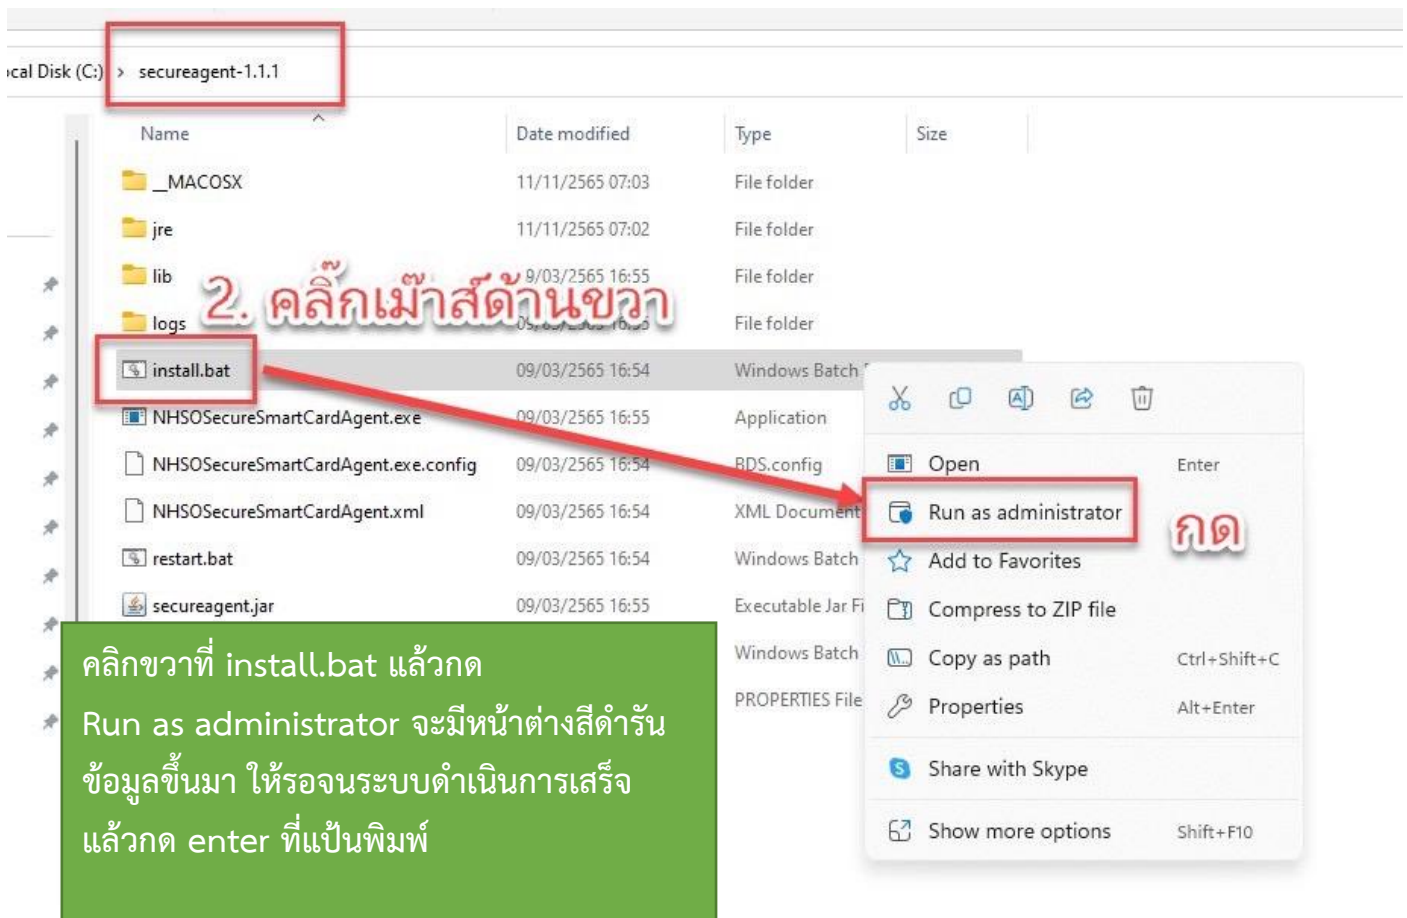 ocal Disk (C:) > secureagent-1.1.1
Name Date modified Type Size
__MACOSX 11/11/2565 07:03 File folder
jre 11/11/2565 07:02 File folder
lib 9/03/2565 16:55 File folder
2. คลิ๊กเม๊าส์ด้านขวา
logs File folder
install.bat 09/03/2565 16:54 Windows Batch
NHSOSecureSmartCardAgent.exe 09/03/2565 16:55 Application
NHSOSecureSmartCardAgent.exe.config 09/03/2565 16:54 BDS.config
NHSOSecureSmartCardAgent.xml 09/03/2565 16:54 XML Document
restart.bat 09/03/2565 16:54 Windows Batch
secureagent.jar 09/03/2565 16:55 Executable Jar Fi
Windows Batch
PROPERTIES File
Open Enter
Run as administrator
กด
Add to Favorites
Compress to ZIP file
Copy as path Ctrl+Shift+C
Properties Alt+Enter
Share with Skype
Show more options Shift+F10
คลิกขวาที่ install.bat แล้วกด
Run as administrator จะมีหน้าต่างสีดำรัน
ข้อมูลขึ้นมา ให้รอจนระบบดำเนินการเสร็จ
แล้วกด enter ที่แป้นพิมพ์